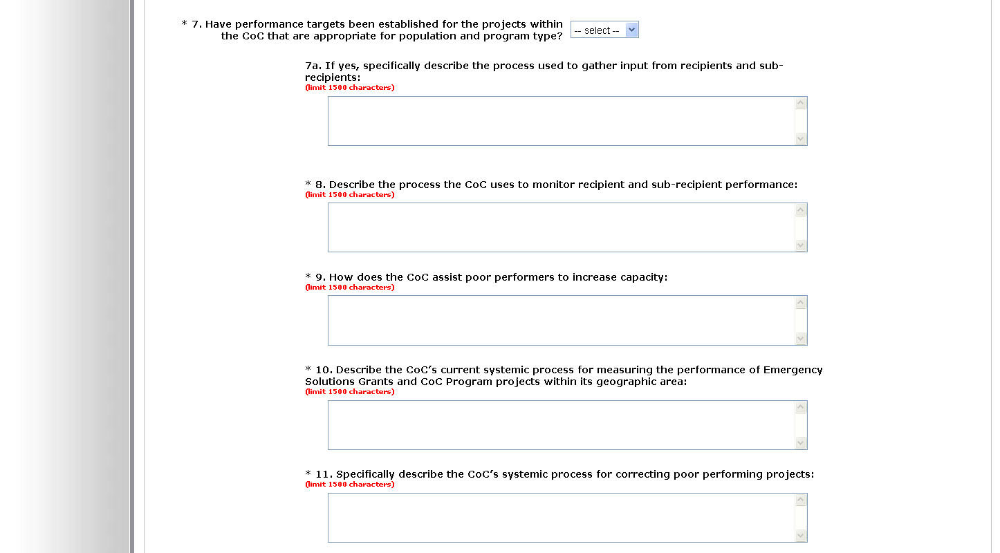 * 7. Have performance targets been established for the projects within
the CoC that are appropriate for population and program type?
-- select --
7a. If yes, specifically describe the process used to gather input from recipients and sub-
recipients:
(limit 1500 characters)
* 8. Describe the process the CoC uses to monitor recipient and sub-recipient performance:
(limit 1500 characters)
* 9. How does the CoC assist poor performers to increase capacity:
(limit 1500 characters)
* 10. Describe the CoC's current systemic process for measuring the performance of Emergency
Solutions Grants and CoC Program projects within its geographic area:
(limit 1500 characters)
* 11. Specifically describe the CoC's systemic process for correcting poor performing projects:
(limit 1500 characters)